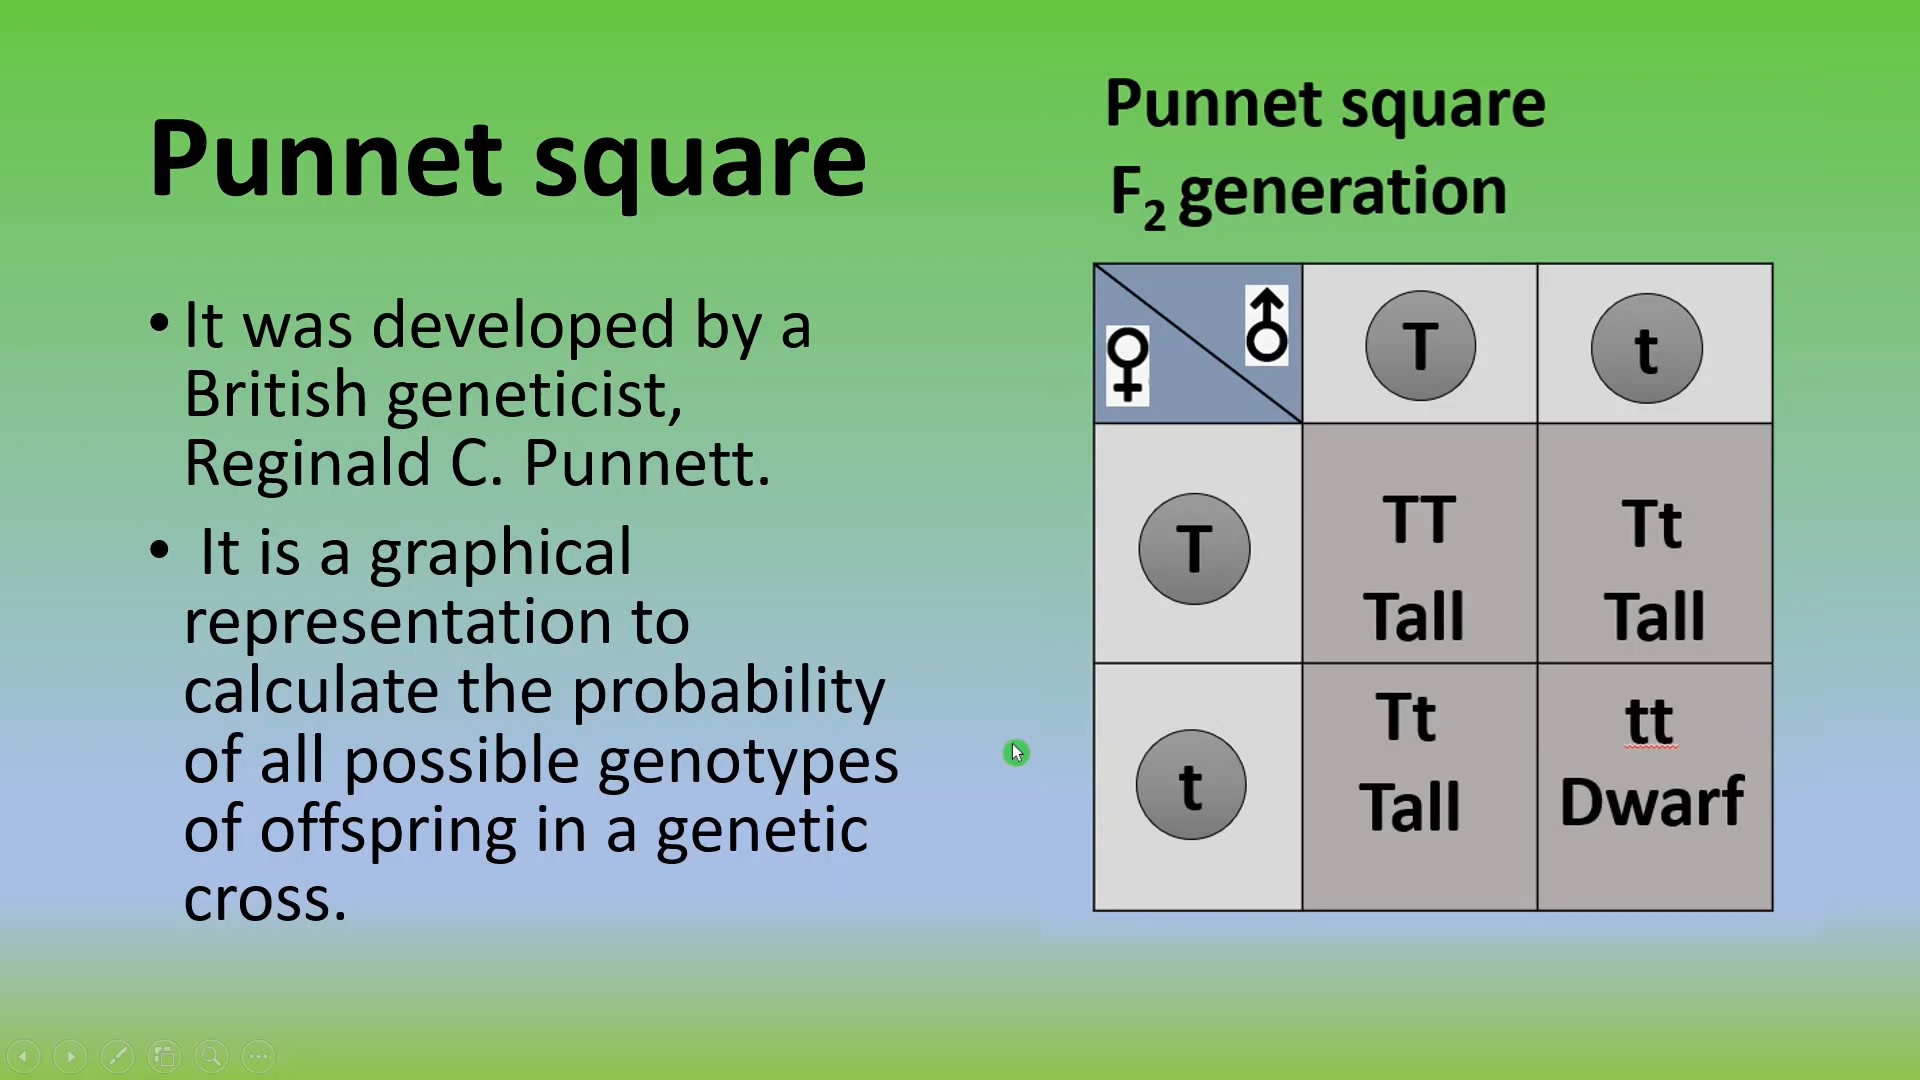 Punnet square
• It was developed by a
British geneticist,
Reginald C. Punnett.
• It is a graphical
representation to
calculate the probability
of all possible genotypes
of offspring in a genetic
cross.
Punnet square
F₂ generation
♀ ♂ T t
T
TT Tt
Tall Tall
t
Tt tt
Tall Dwarf